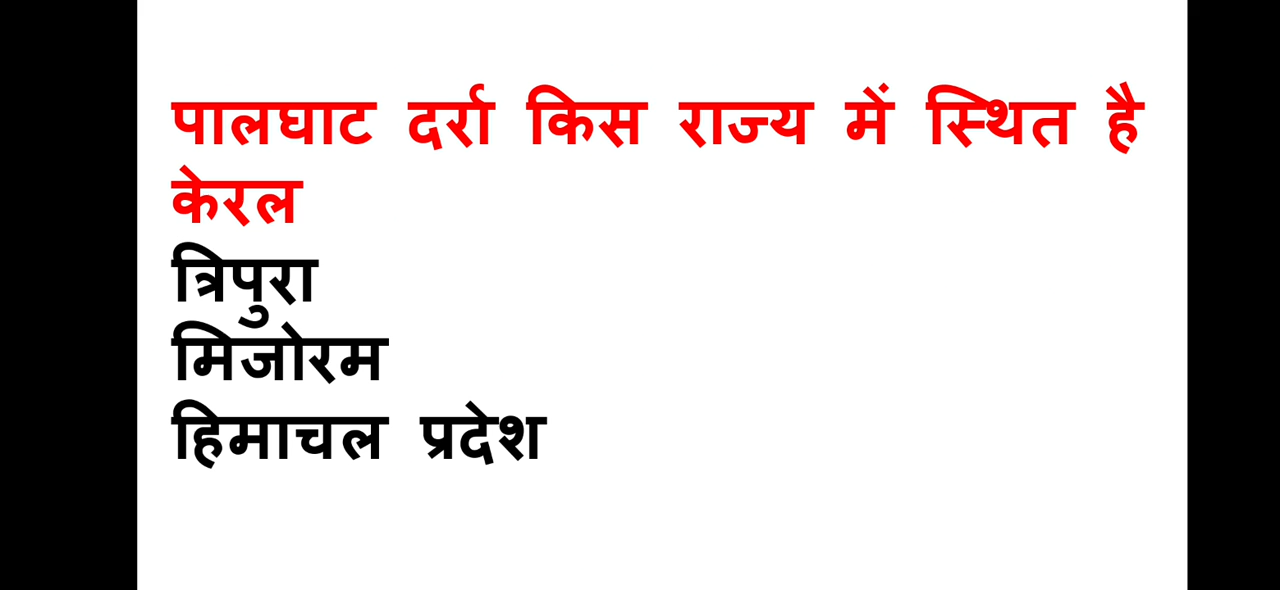 पालघाट दर्रा किस राज्य में स्थित है
केरल
त्रिपुरा
मिजोरम
हिमाचल प्रदेश